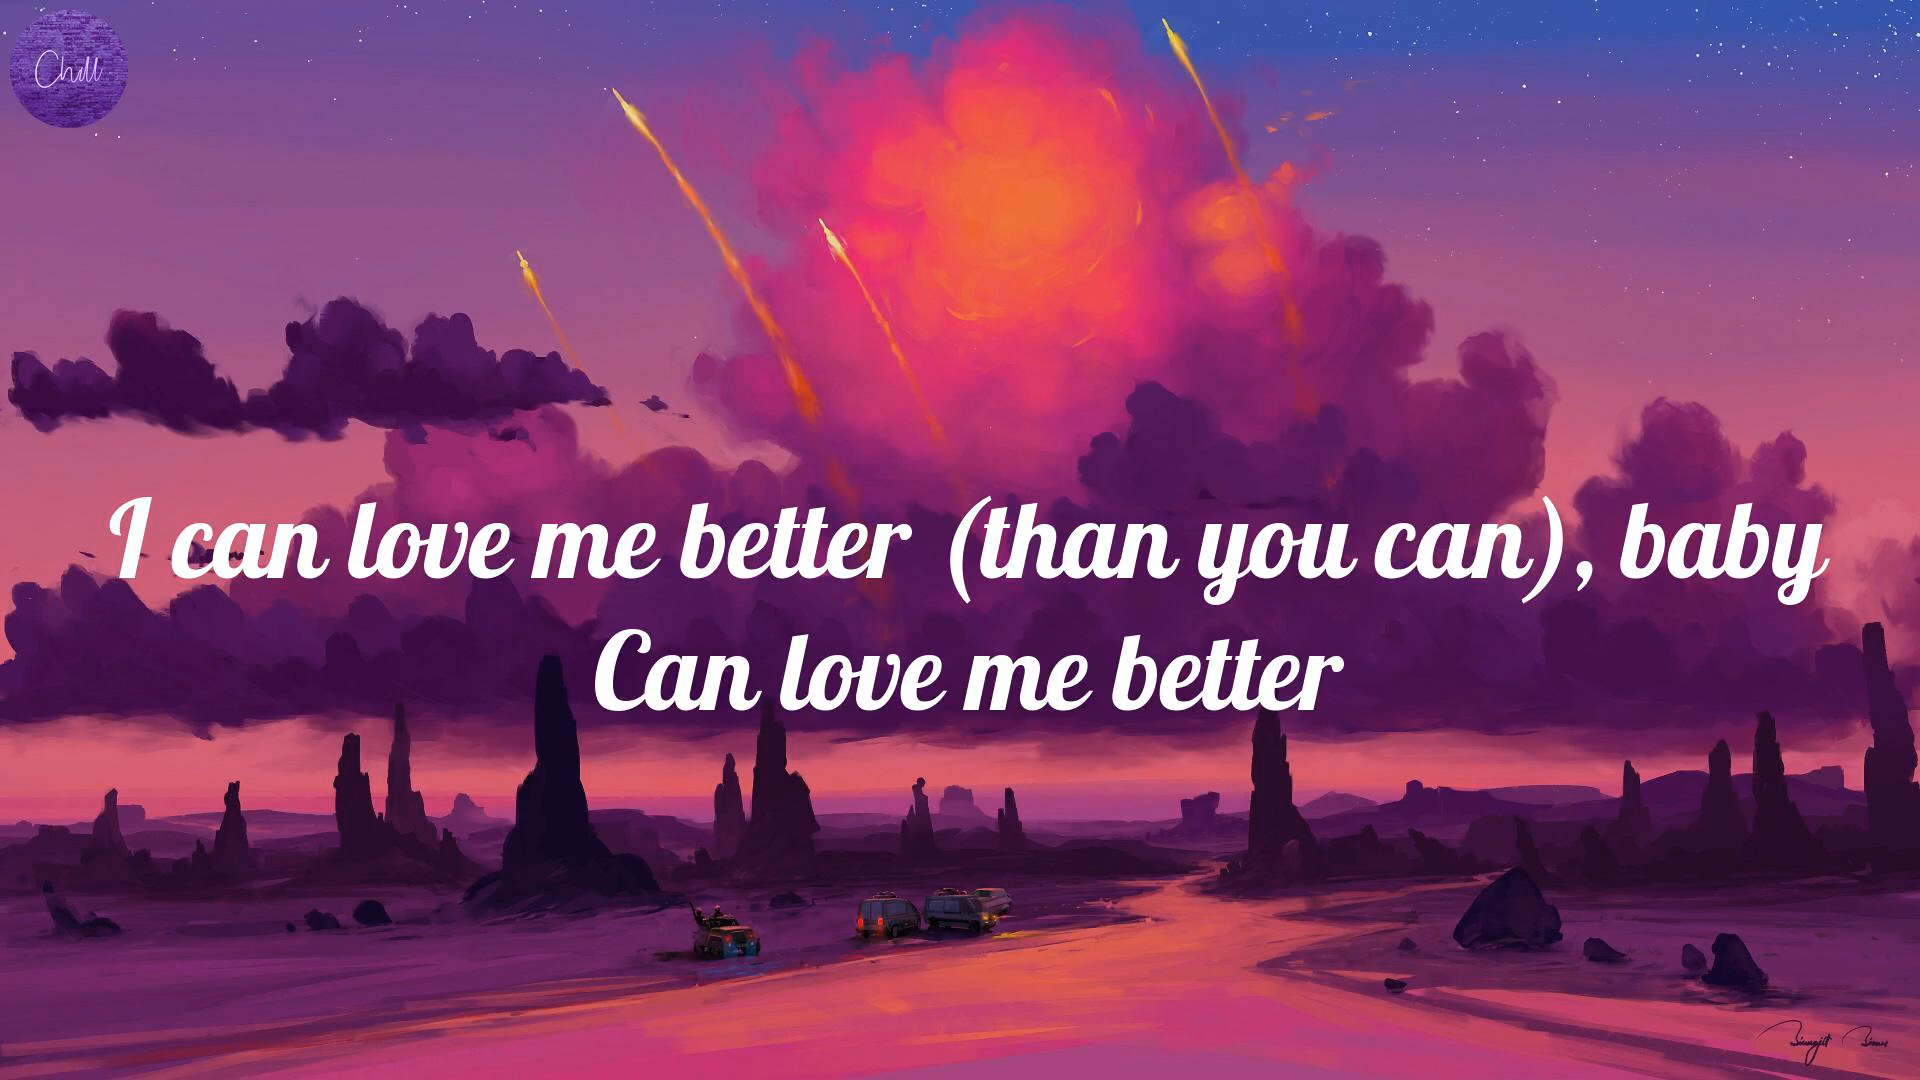 Chill
I can love me better (than you can), baby
Can love me better